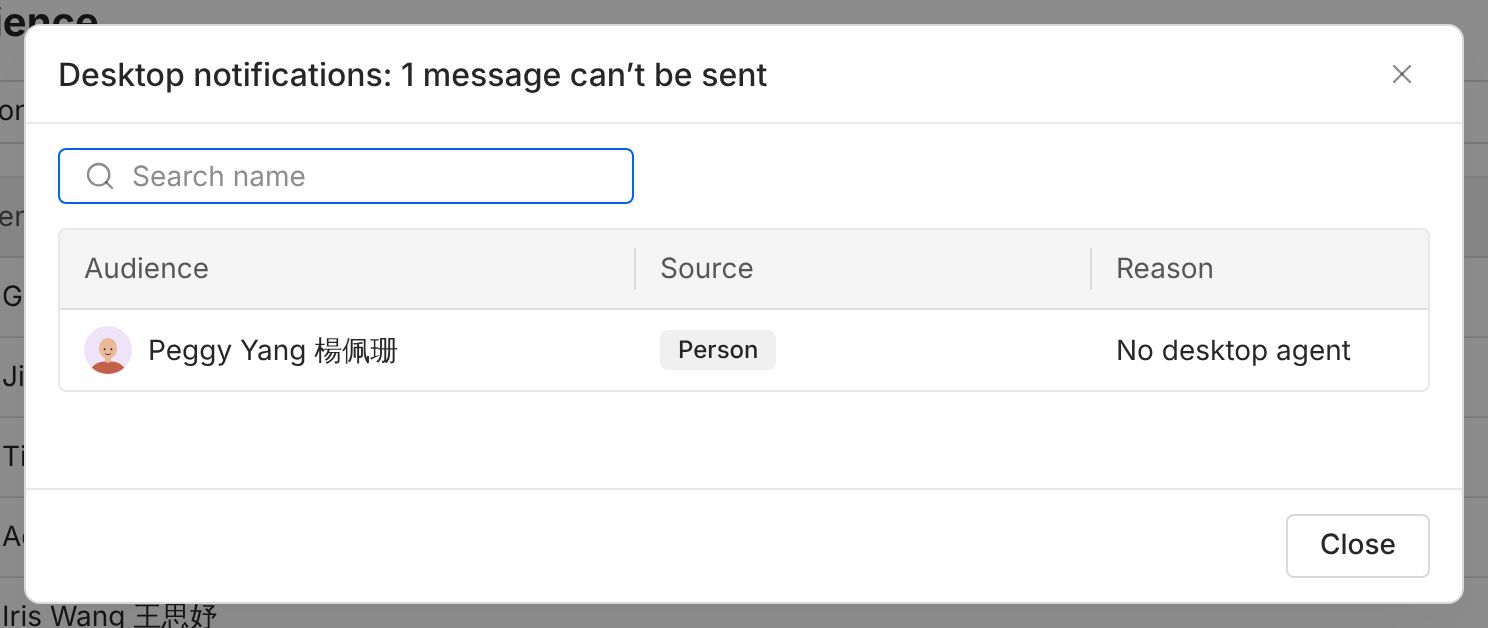 ience
Desktop notifications: 1 message can’t be sent
Search name
Audience Source Reason
Peggy Yang 楊佩珊 Person No desktop agent
Close
Iris Wang 王思妤